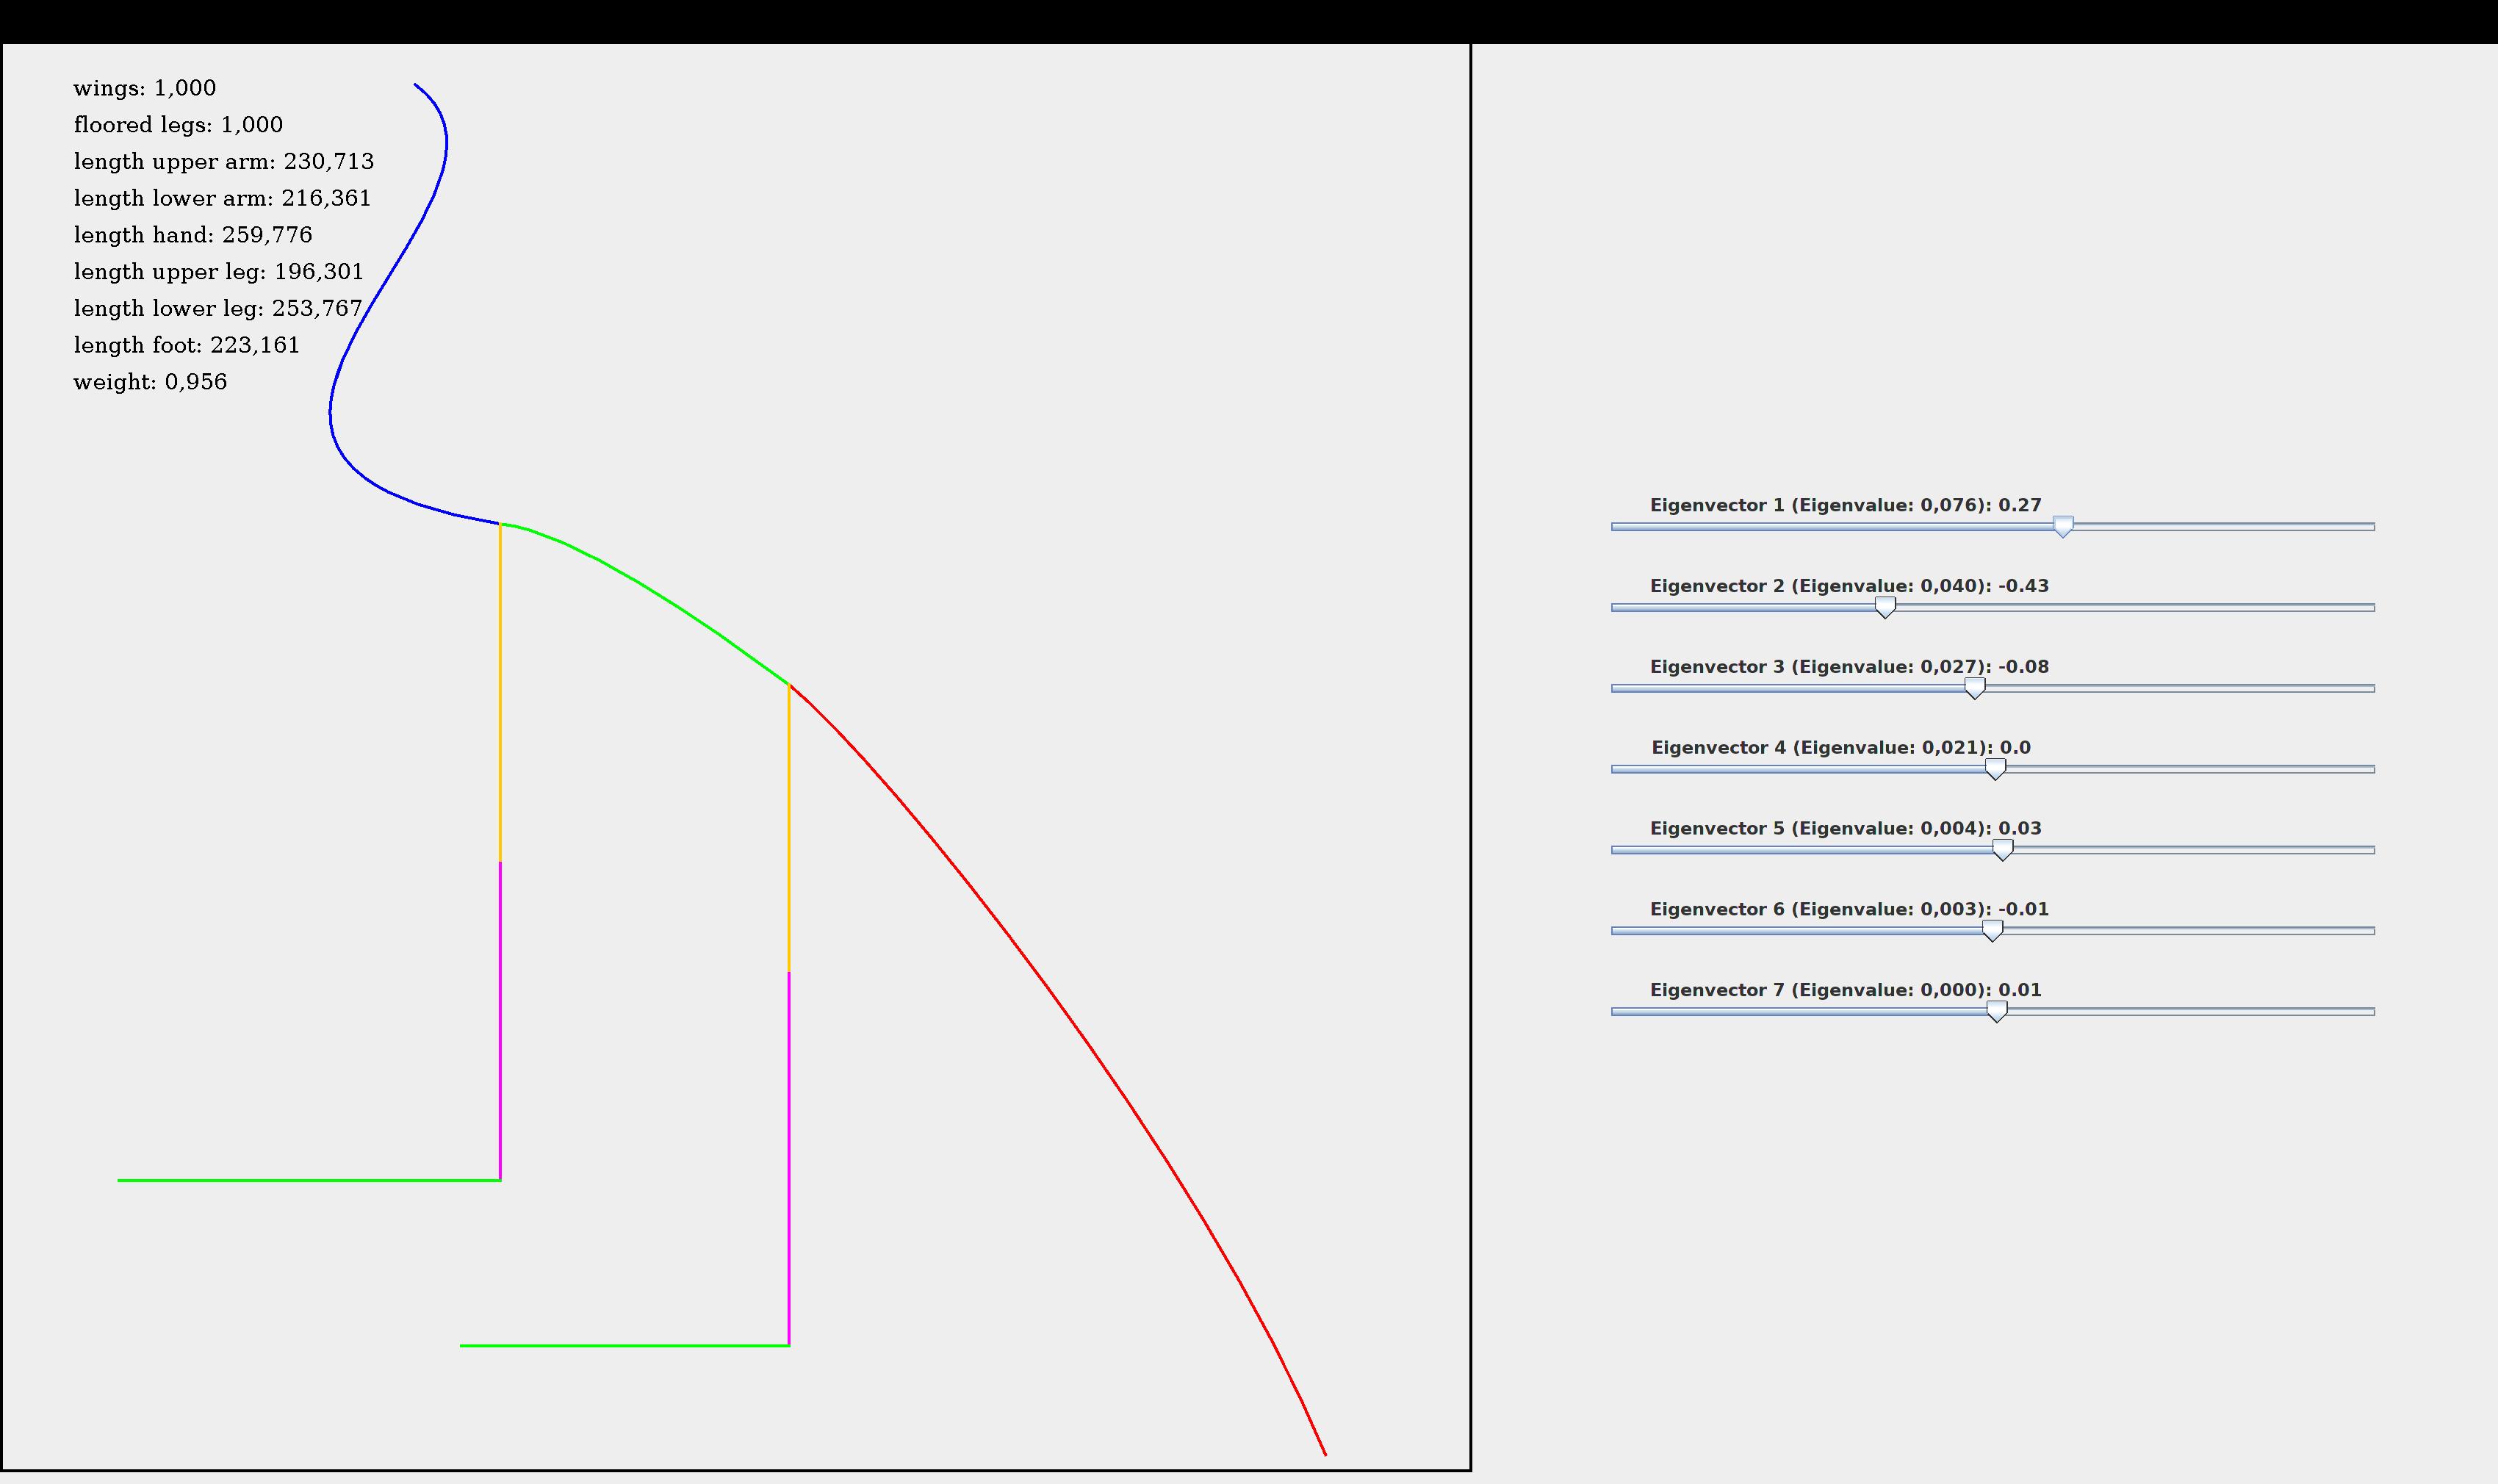 wings: 1,000
floored legs: 1,000
length upper arm: 230,713
length lower arm: 216,361
length hand: 259,776
length upper leg: 196,301
length lower leg: 253,767
length foot: 223,161
weight: 0,956
Eigenvector 1 (Eigenvalue: 0,076): 0.27
Eigenvector 2 (Eigenvalue: 0,040): -0.43
Eigenvector 3 (Eigenvalue: 0,027): -0.08
Eigenvector 4 (Eigenvalue: 0,021): 0.0
Eigenvector 5 (Eigenvalue: 0,004): 0.03
Eigenvector 6 (Eigenvalue: 0,003): -0.01
Eigenvector 7 (Eigenvalue: 0,000): 0.01